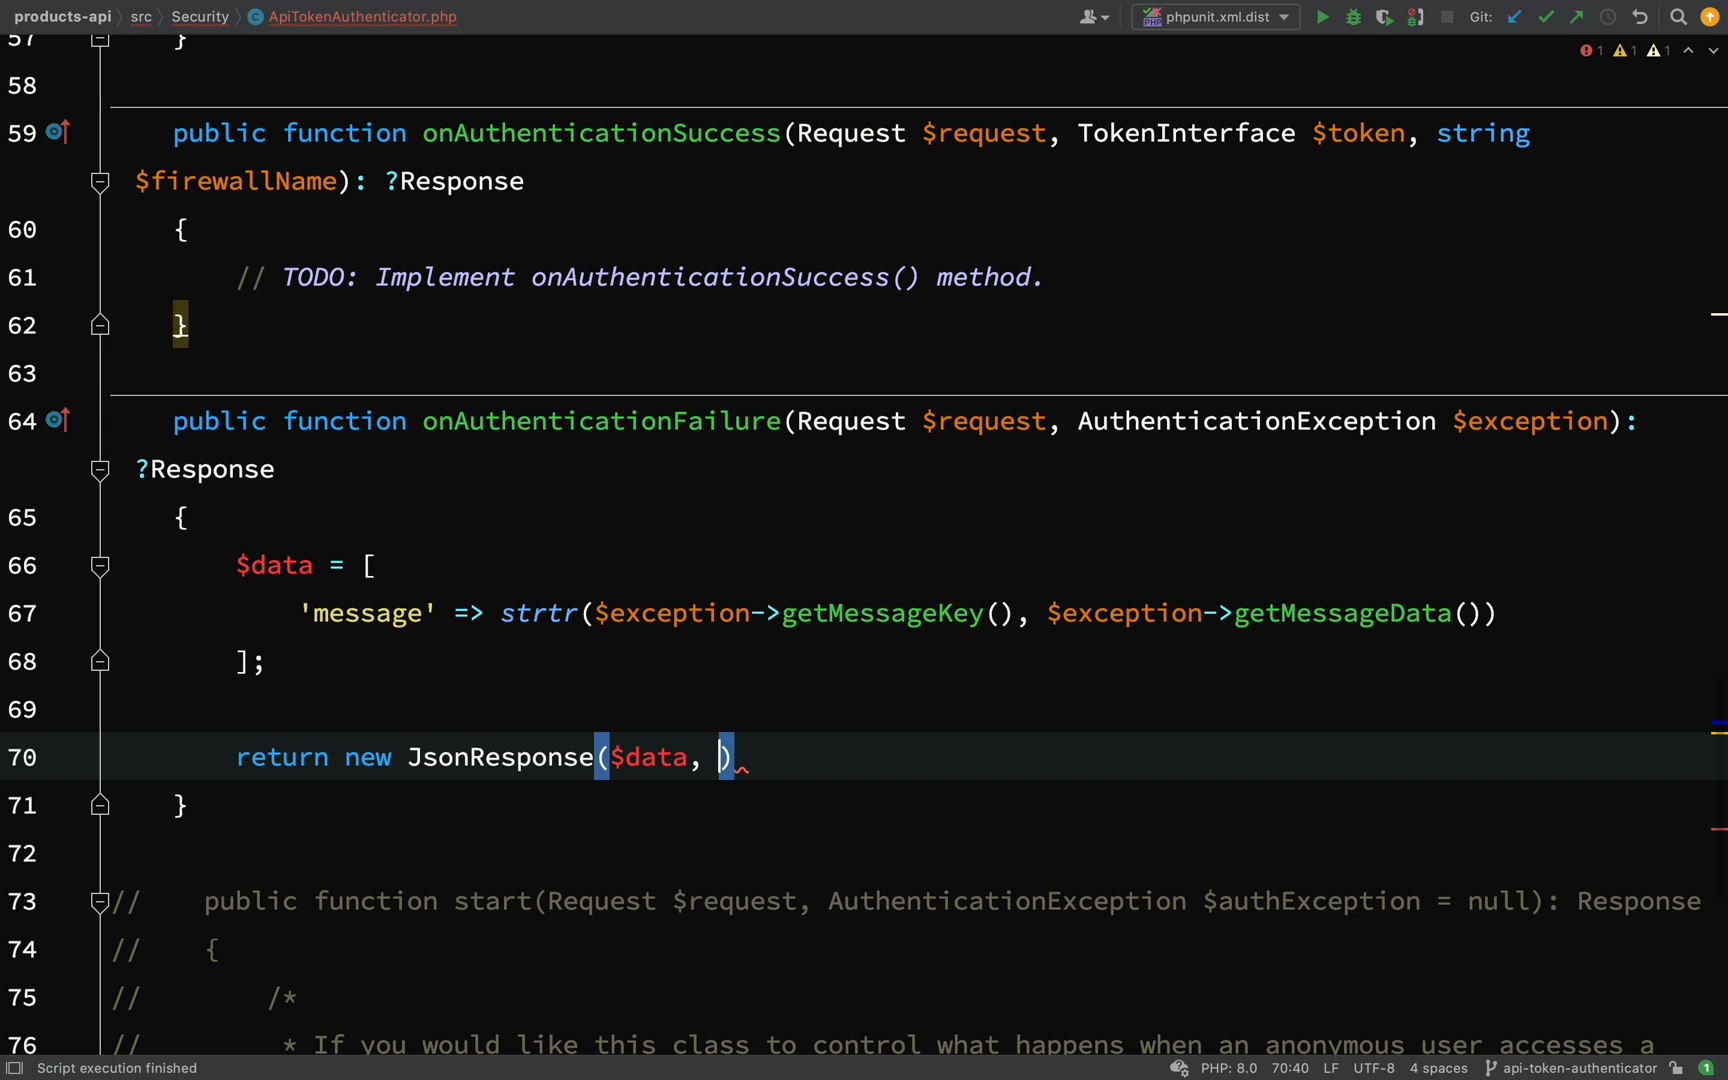 products-api src Security ApiTokenAuthenticator.php phpunit.xml.dist Git:
1 1 1
57 }
58
59 public function onAuthenticationSuccess(Request $request, TokenInterface $token, string
$firewallName): ?Response
60 {
61 // TODO: Implement onAuthenticationSuccess() method.
62 }
63
64 public function onAuthenticationFailure(Request $request, AuthenticationException $exception):
?Response
65 {
66 $data = [
67 'message' => strtr($exception->getMessageKey(), $exception->getMessageData())
68 ];
69
70 return new JsonResponse($data, )
71 }
72
73 // public function start(Request $request, AuthenticationException $authException = null): Response
74 // {
75 // /*
76 // * If you would like this class to control what happens when an anonymous user accesses a
Script execution finished PHP: 8.0 70:40 LF UTF-8 4 spaces api-token-authenticator 1